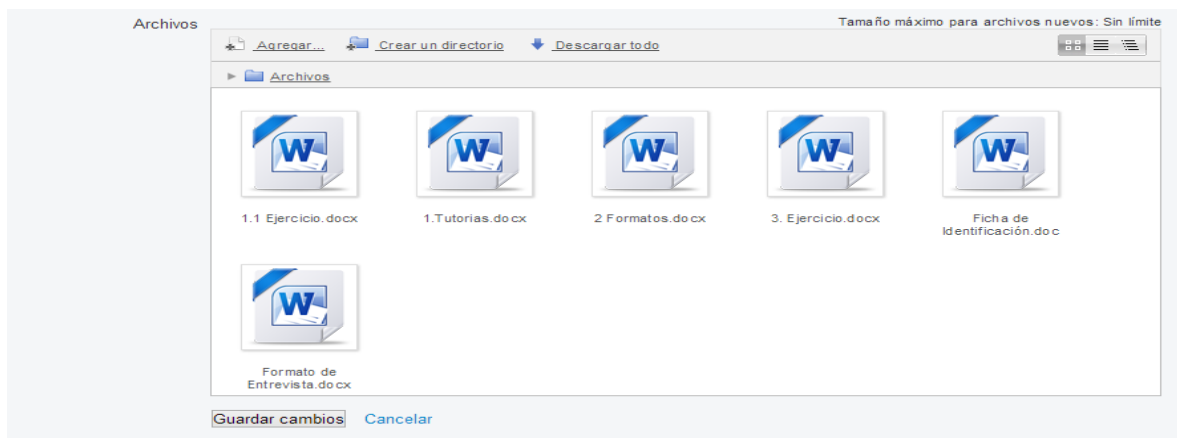 Archivos
Tamaño máximo para archivos nuevos: Sin límite
Agregar... Crear un directorio Descargar todo
Archivos
1.1 Ejercicio.docx 1.Tutorias.docx 2 Formatos.docx 3. Ejercicio.docx Ficha de
Identificación.doc
Formato de
Entrevista.docx
Guardar cambios Cancelar